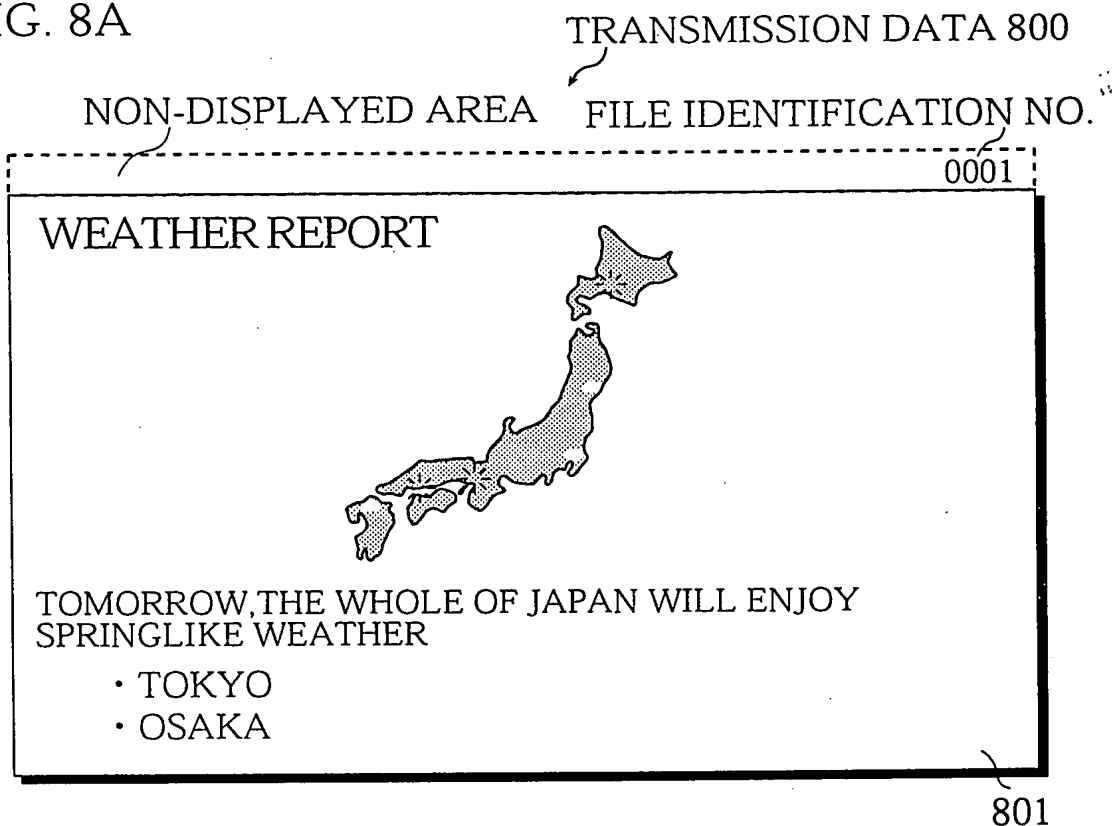 IG. 8A
TRANSMISSION DATA 800
NON-DISPLAYED AREA
FILE IDENTIFICATION NO.
0001
WEATHER REPORT
TOMORROW,THE WHOLE OF JAPAN WILL ENJOY
SPRINGLIKE WEATHER
・TOKYO
・OSAKA
801